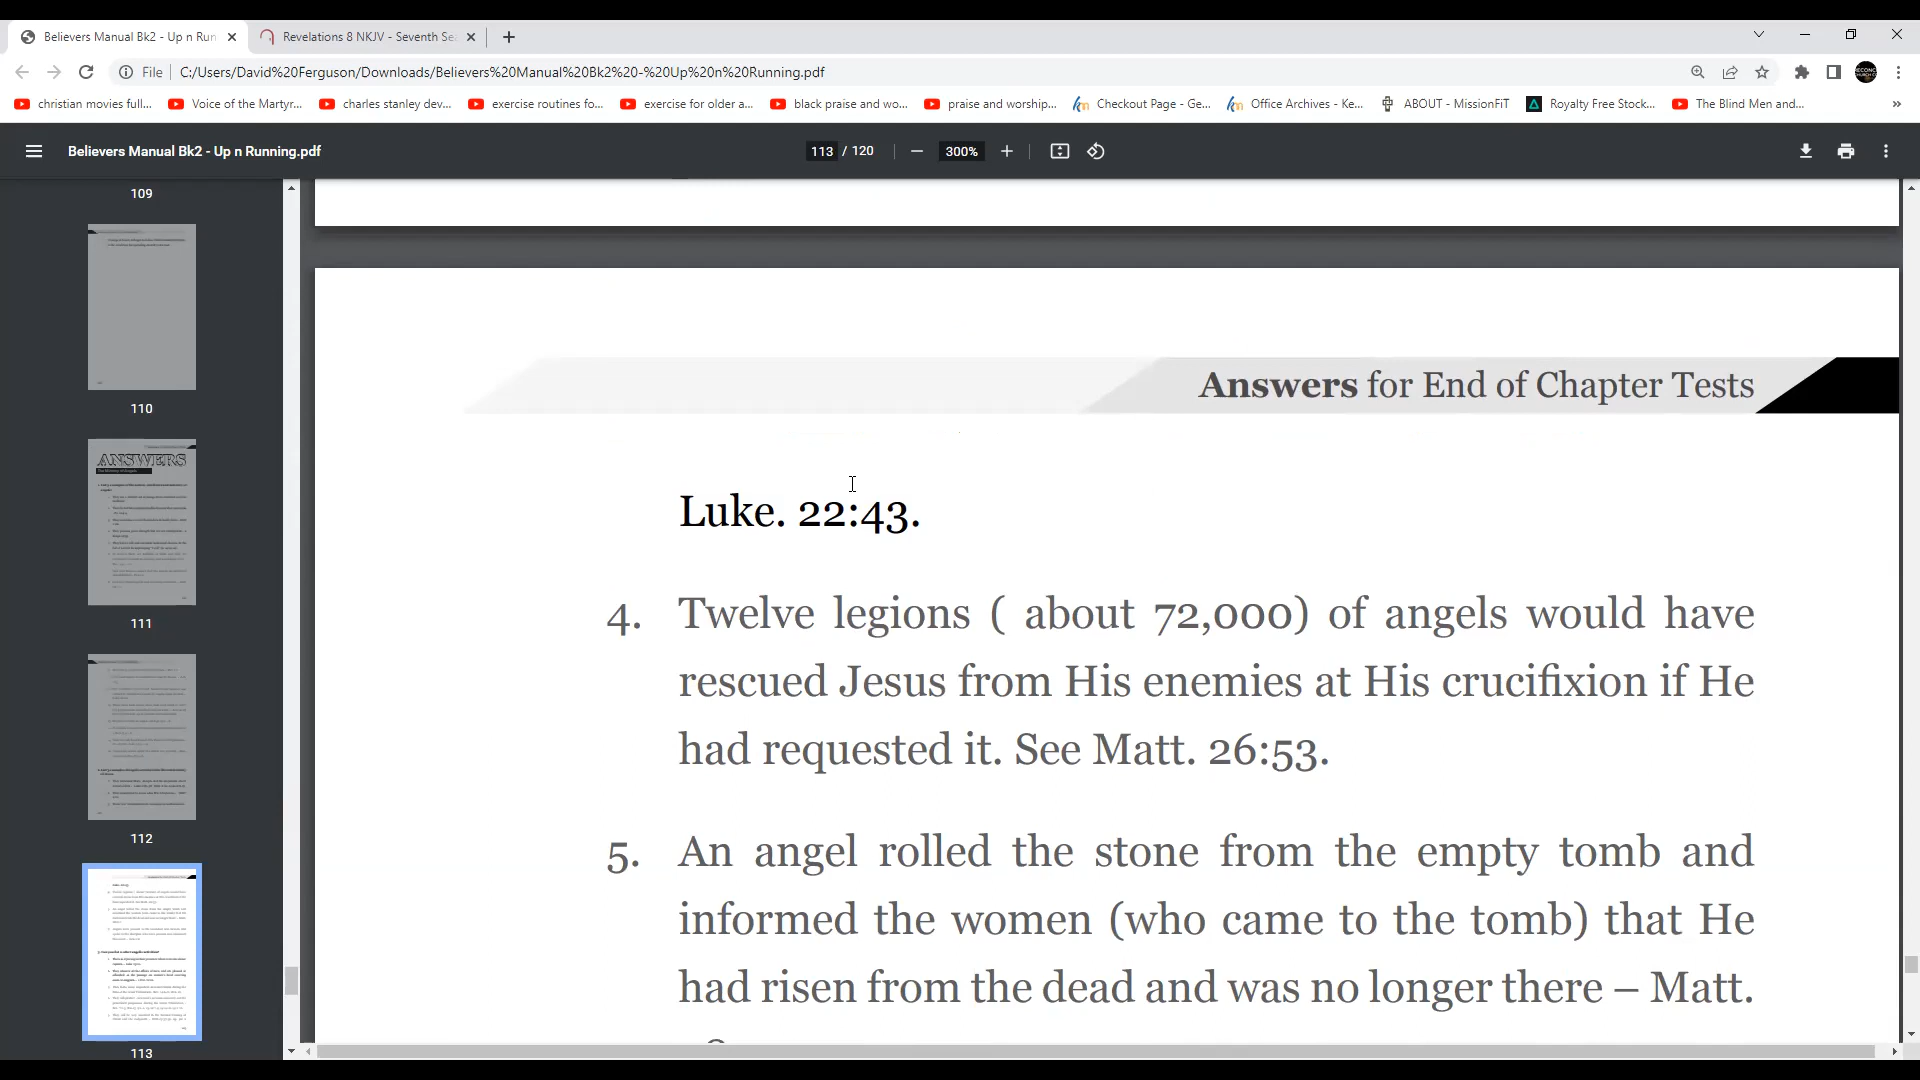 Believers Manual Bk2 - Up n Run
Revelations 8 NKJV - Seventh Se
File
C:/Users/David%20Ferguson/Downloads/Believers%20Manual%20Bk2%20-%20Up%20n%20Running.pdf
christian movies full...
Voice of the Martyr...
charles stanley dev...
exercise routines fo...
exercise for older a...
black praise and wo...
praise and worship...
Checkout Page - Ge...
Office Archives - Ke...
ABOUT - MissionFiT
Royalty Free Stock...
The Blind Men and...
Believers Manual Bk2 - Up n Running.pdf
113 / 120
300%
109
110
ANSWERS
111
112
113
Answers for End of Chapter Tests
Luke. 22:43.
4. Twelve legions ( about 72,000) of angels would have
rescued Jesus from His enemies at His crucifixion if He
had requested it. See Matt. 26:53.
5. An angel rolled the stone from the empty tomb and
informed the women (who came to the tomb) that He
had risen from the dead and was no longer there – Matt.